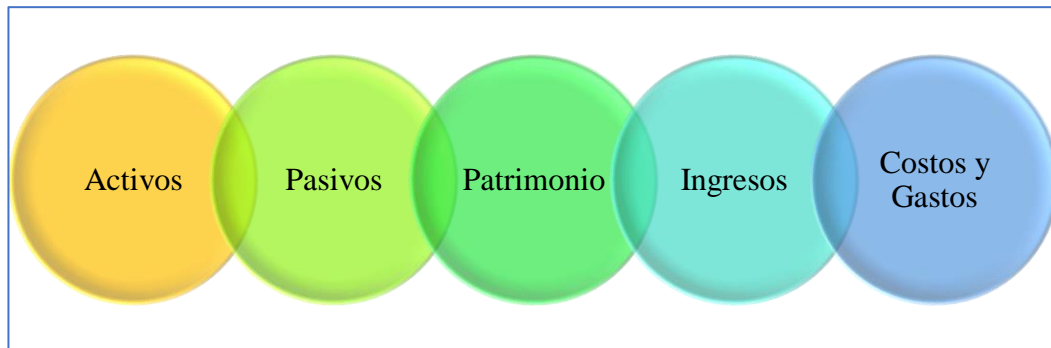 Activos
Pasivos
Patrimonio
Ingresos
Costos y
Gastos